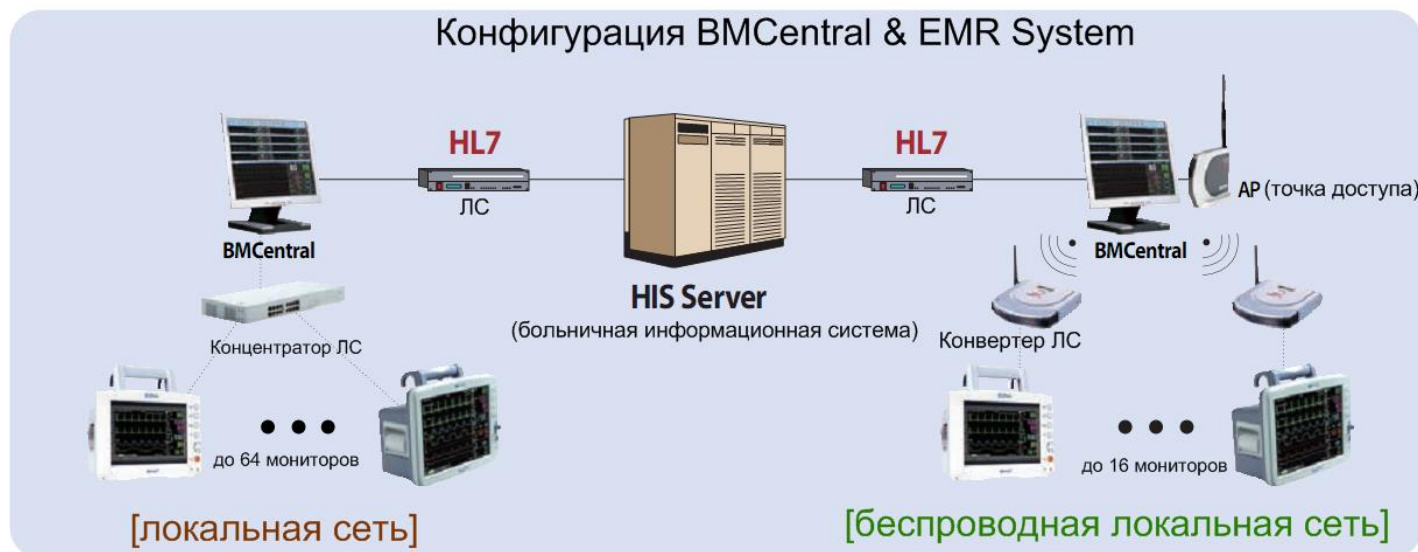 Конфигурация BMCentral & EMR System
HL7
HL7
ЛС
ЛС
AP (точка доступа)
BMCentral
BMCentral
HIS Server
(больничная информационная система)
Концентратор ЛС
Конвертер ЛС
до 64 мониторов
до 16 мониторов
[локальная сеть]
[беспроводная локальная сеть]